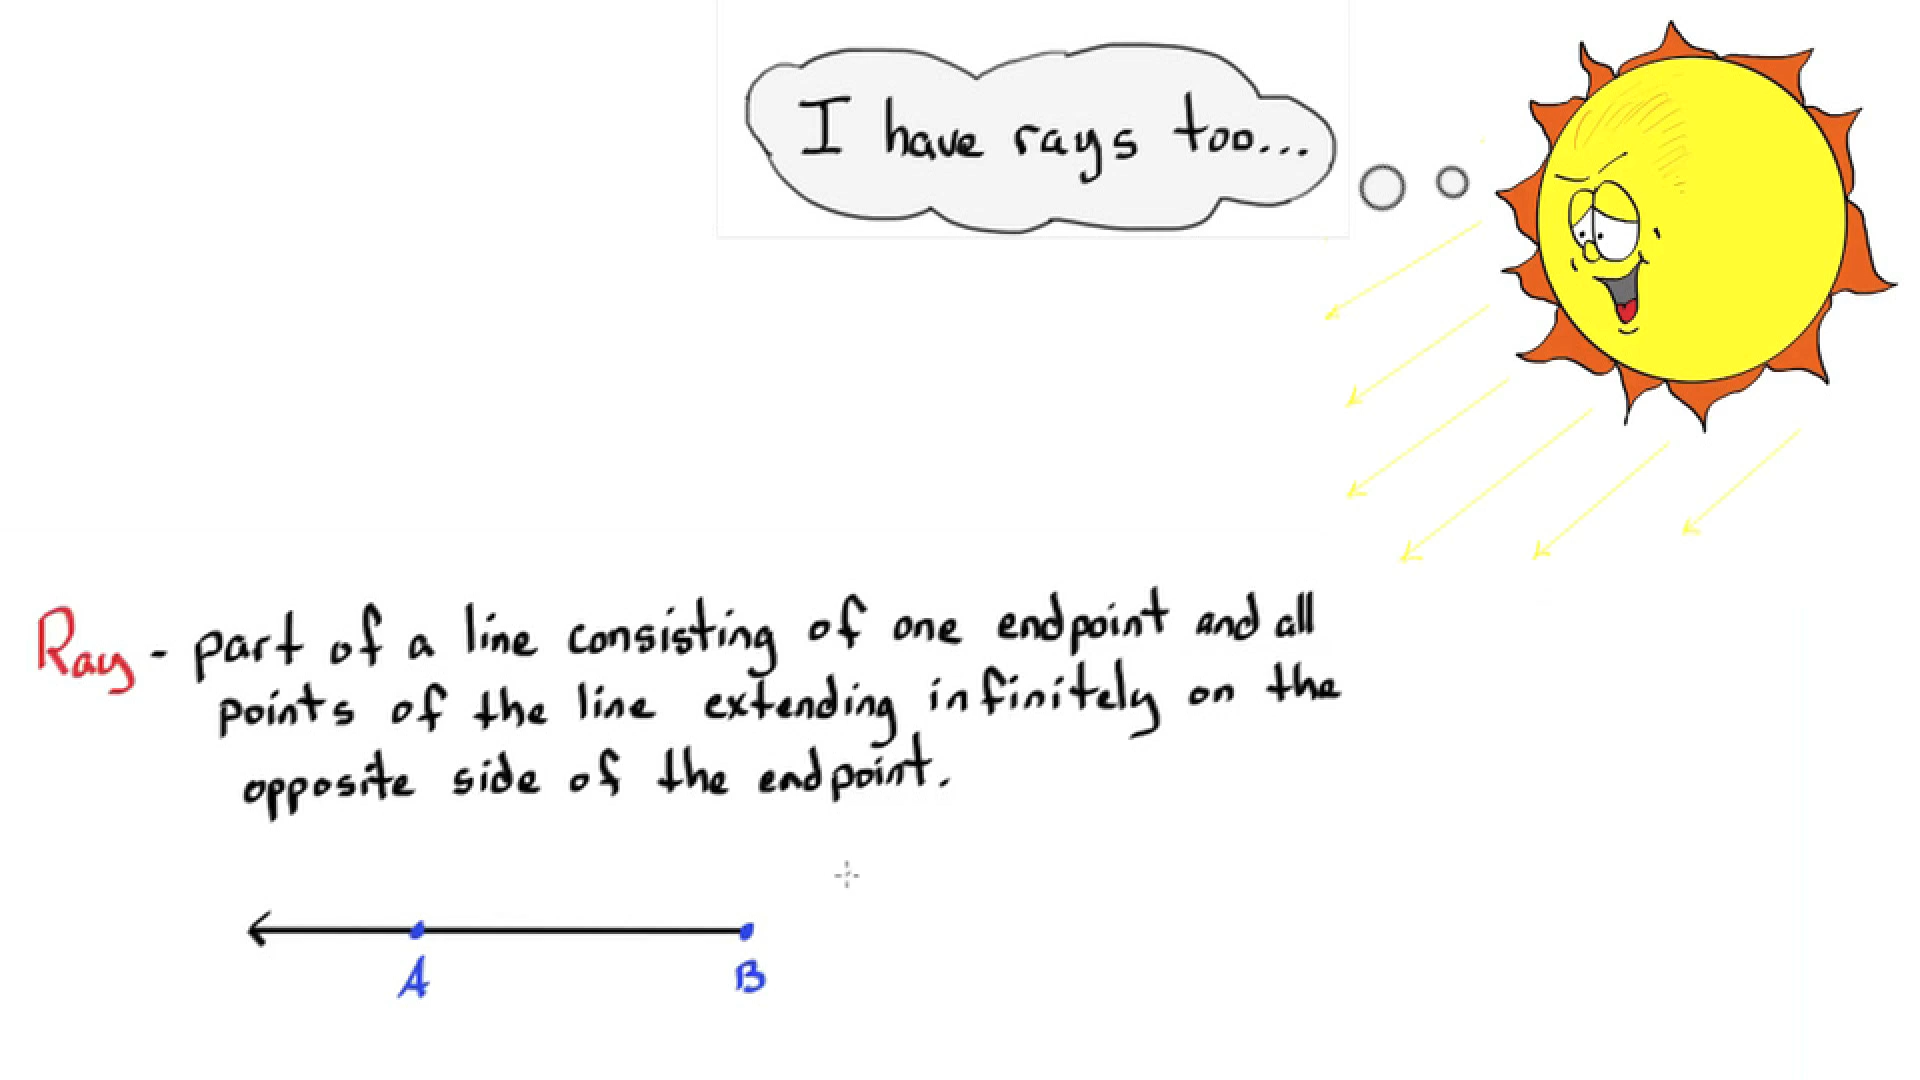 I have rays too...
Ray - part of a line consisting of one endpoint and all
points of the line extending infinitely on the
opposite side of the endpoint.
A B